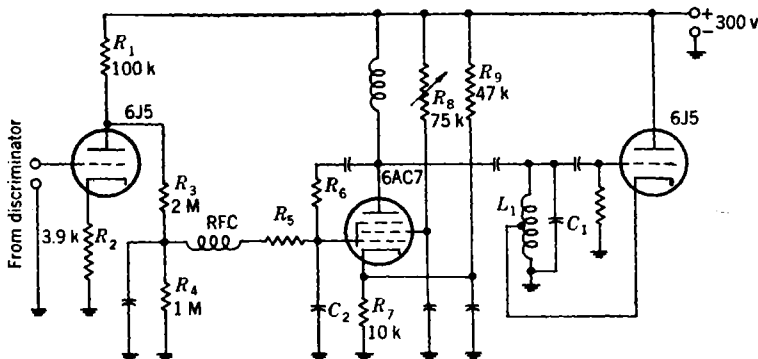 +
−
300 v
R1
100 k
6J5
From discriminator
3.9 k
R2
R3
2 M
R4
1 M
RFC
R5
R6
C2
6AC7
R7
10 k
R8
75 k
R9
47 k
L1
C1
6J5